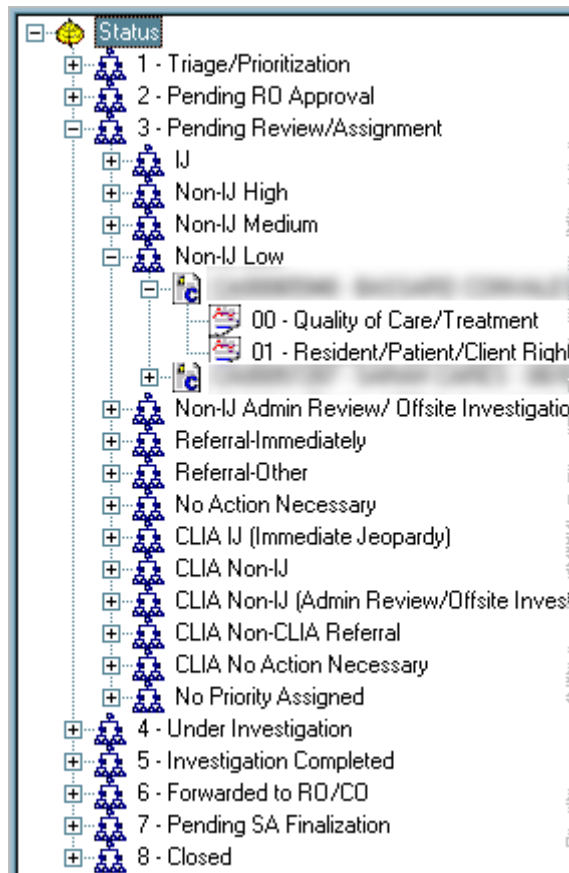 Status
1 - Triage/Prioritization
2 - Pending RO Approval
3 - Pending Review/Assignment
IJ
Non-IJ High
Non-IJ Medium
Non-IJ Low
00 - Quality of Care/Treatment
01 - Resident/Patient/Client Righ
Non-IJ Admin Review/ Offsite Investigatio
Referral-Immediately
Referral-Other
No Action Necessary
CLIA IJ (Immediate Jeopardy)
CLIA Non-IJ
CLIA Non-IJ (Admin Review/Offsite Inves
CLIA Non-CLIA Referral
CLIA No Action Necessary
No Priority Assigned
4 - Under Investigation
5 - Investigation Completed
6 - Forwarded to RO/CO
7 - Pending SA Finalization
8 - Closed